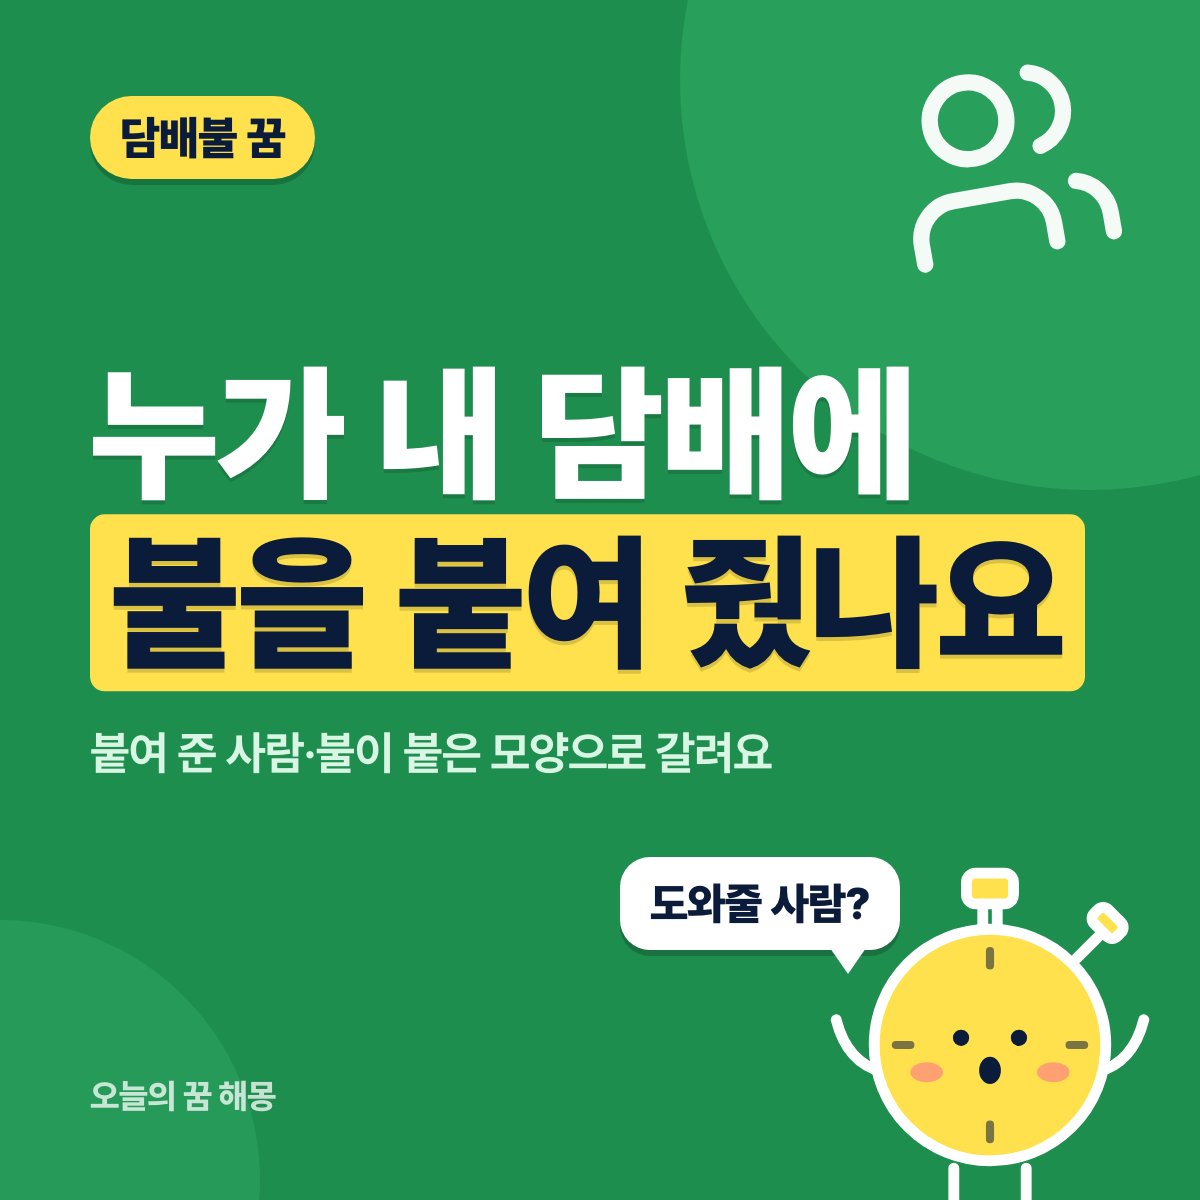 담배불 꿈
누가 내 담배에
불을 붙여 줬나요
붙여 준 사람·불이 붙은 모양으로 갈려요
도와줄 사람?
오늘의 꿈 해몽